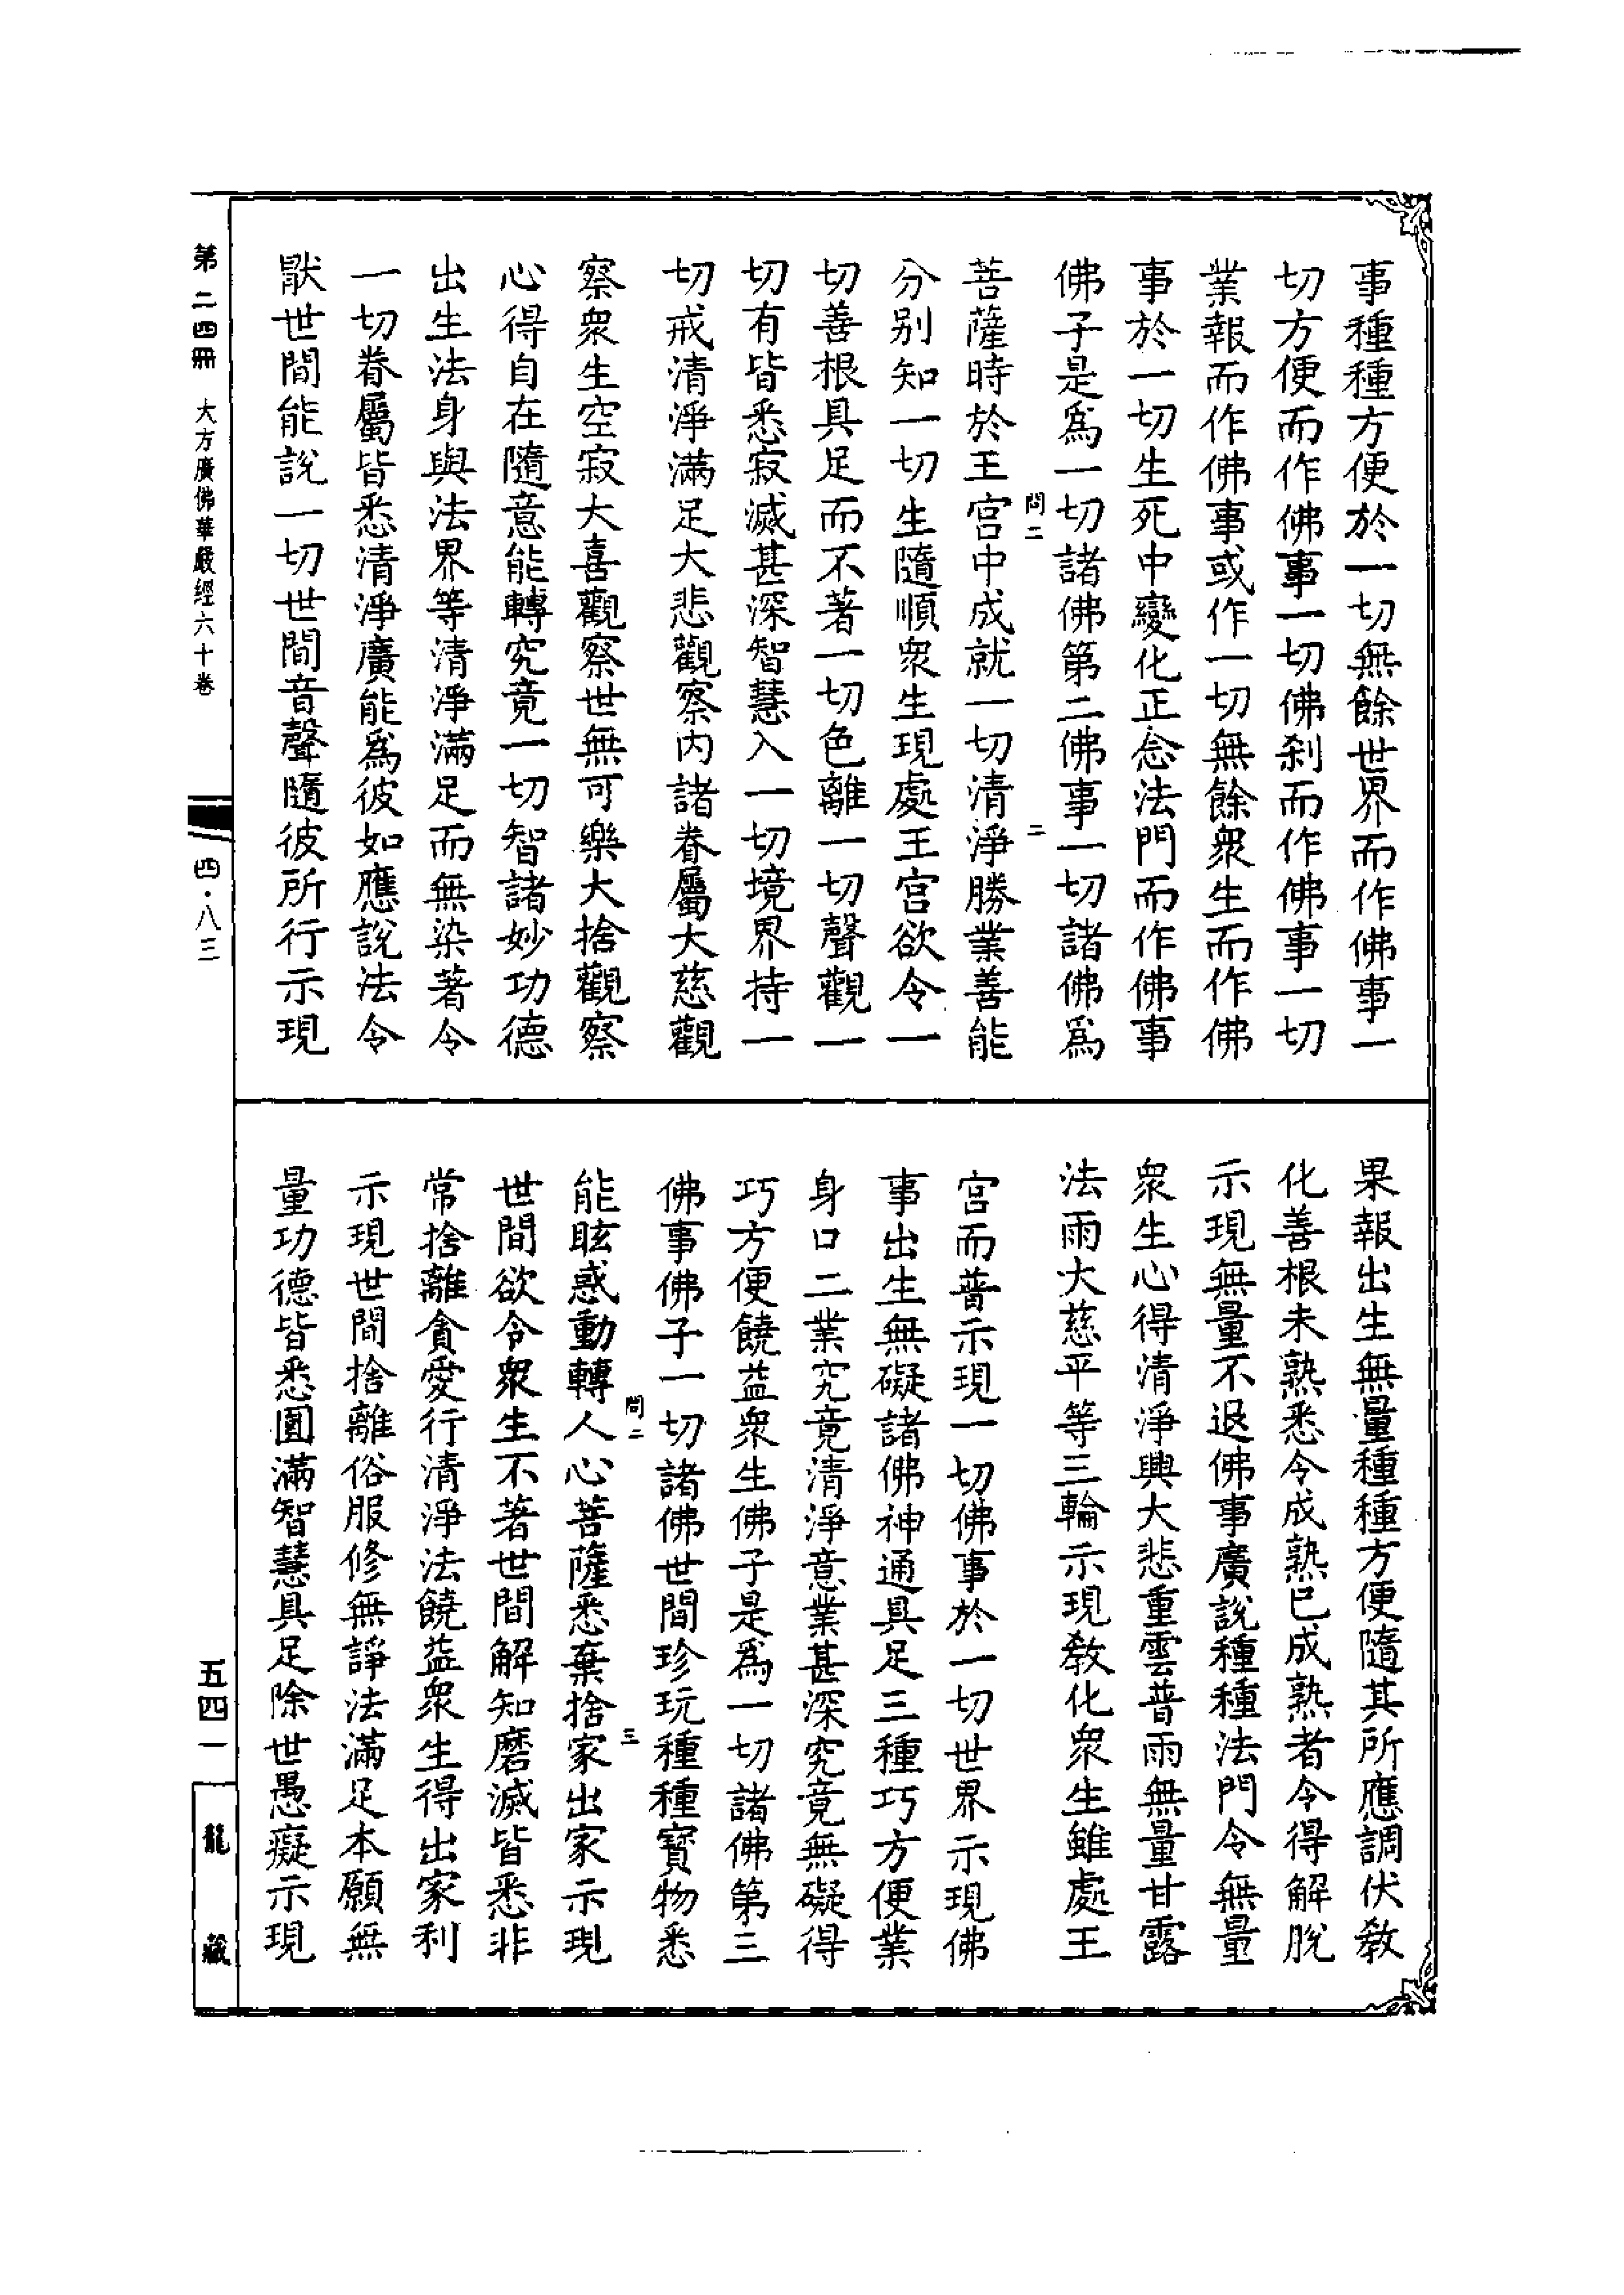 事種種方便於一切無餘世界而作佛事一
切方便而作佛事一切佛刹而作佛事一切
業報而作佛事或作一切無餘衆生而作佛
事於一切生死中變化正念法門而作佛事
佛子是爲一切諸佛第二佛事一切諸佛爲
問二
二
菩薩時於王宮中成就一切清淨勝業善能
分別知一切生隨順衆生現處王宮欲令一
切善根具足而不著一切色離一切聲觀一
切有皆悉寂滅甚深智慧入一切境界持一
切戒清淨滿足大悲觀察內諸眷屬大慈觀
察衆生空寂大喜觀察世無可樂大捨觀察
心得自在隨意能轉究竟一切智諸妙功德
出生法身與法界等清淨滿足而無染著令
一切眷屬皆悉清淨廣能爲彼如應說法令
猒世間能說一切世間音聲隨彼所行示現
果報出生無量種種方便隨其所應調伏教
化善根未熟悉令成熟已成熟者令得解脫
示現無量不退佛事廣說種種法門令無量
衆生心得清淨興大悲重雲普雨無量甘露
法雨大慈平等三輪示現教化衆生雖處王
宮而普示現一切佛事於一切世界示現佛
事出生無礙諸佛神通具足三種巧方便業
身口二業究竟清淨意業甚深究竟無礙得
巧方便饒益衆生佛子是爲一切諸佛第三
佛事佛子一切諸佛世間珍玩種種寶物悉
問二
三
能眩惑動轉人心菩薩悉棄捨家出家示現
世間欲令衆生不著世間解知磨滅皆悉非
常捨離貪愛行清淨法饒益衆生得出家利
示現世間捨離俗服修無諍法滿足本願無
量功德皆悉圓滿智慧具足除世愚癡示現
第二四冊　大方廣佛華嚴經六十卷
四·八三
五四一
龍藏